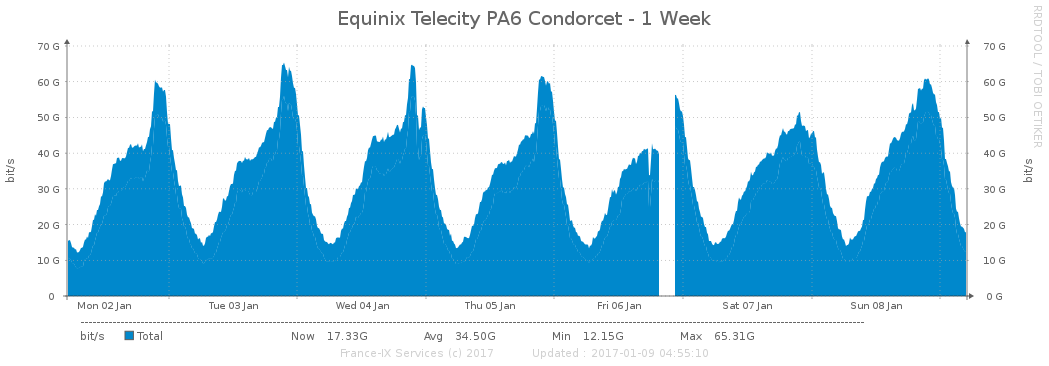 Equinix Telecity PA6 Condorcet - 1 Week
RRDTOOL / TOBI OETIKER
bit/s
70 G
60 G
50 G
40 G
30 G
20 G
10 G
0
70 G
60 G
50 G
40 G
30 G
20 G
10 G
0 G
bit/s
Mon 02 Jan Tue 03 Jan Wed 04 Jan Thu 05 Jan Fri 06 Jan Sat 07 Jan Sun 08 Jan
bit/s Total Now 17.33G Avg 34.50G Min 12.15G Max 65.31G
France-IX Services (c) 2017 Updated : 2017-01-09 04:55:10